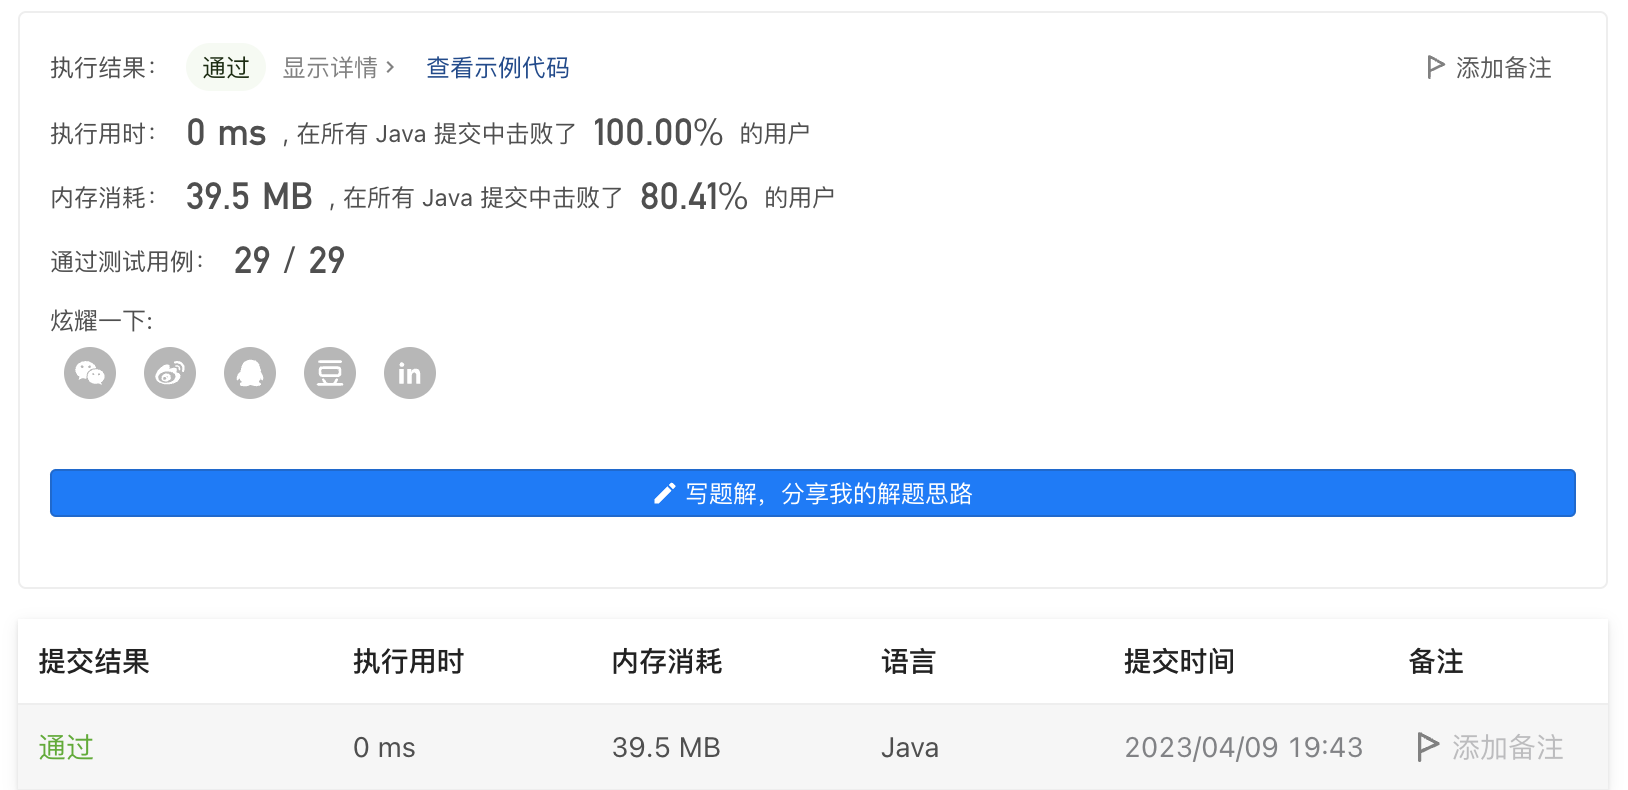 执行结果： 通过 显示详情 > 查看示例代码 添加备注
执行用时： 0 ms , 在所有 Java 提交中击败了 100.00% 的用户
内存消耗： 39.5 MB , 在所有 Java 提交中击败了 80.41% 的用户
通过测试用例： 29 / 29
炫耀一下:
豆 in
写题解，分享我的解题思路
提交结果 执行用时 内存消耗 语言 提交时间 备注
通过 0 ms 39.5 MB Java 2023/04/09 19:43 添加备注